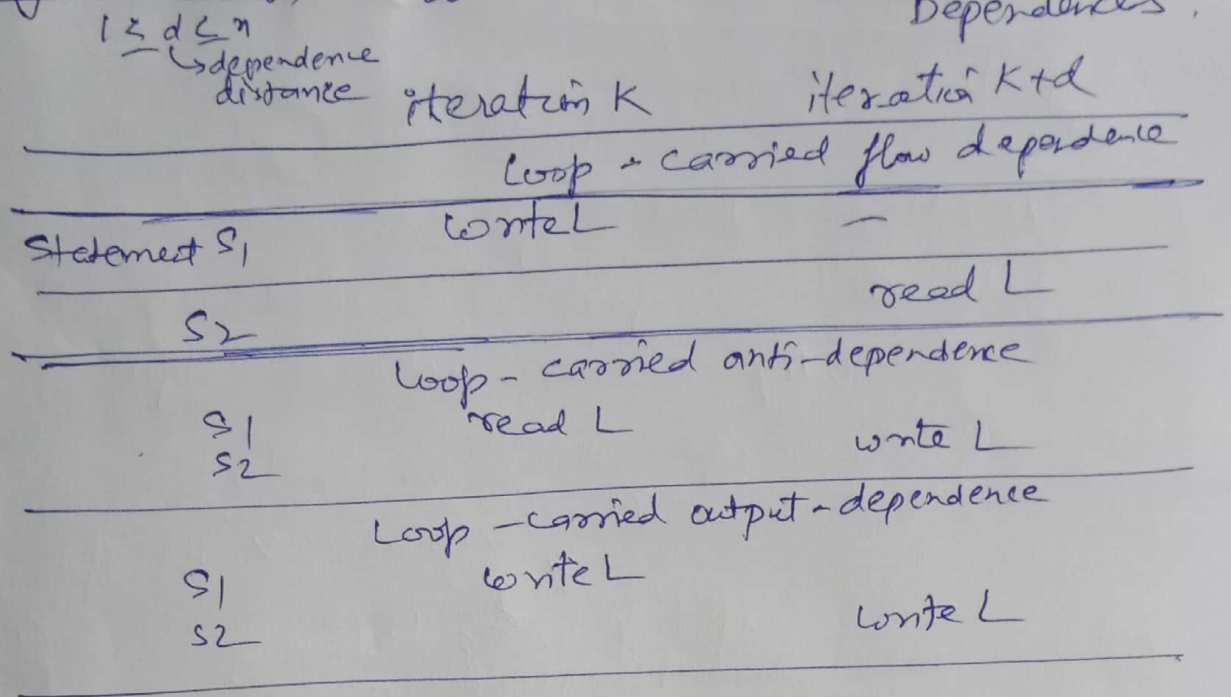 Dependences.
1 ≤ d ≤ n
↳dependence
distance
iteration K iteration K+d
Loop - carried flow dependence
Statement S1 write L —
S2 read L
Loop - carried anti-dependence
S1 read L
S2 write L
Loop - carried output-dependence
S1 write L
S2 write L